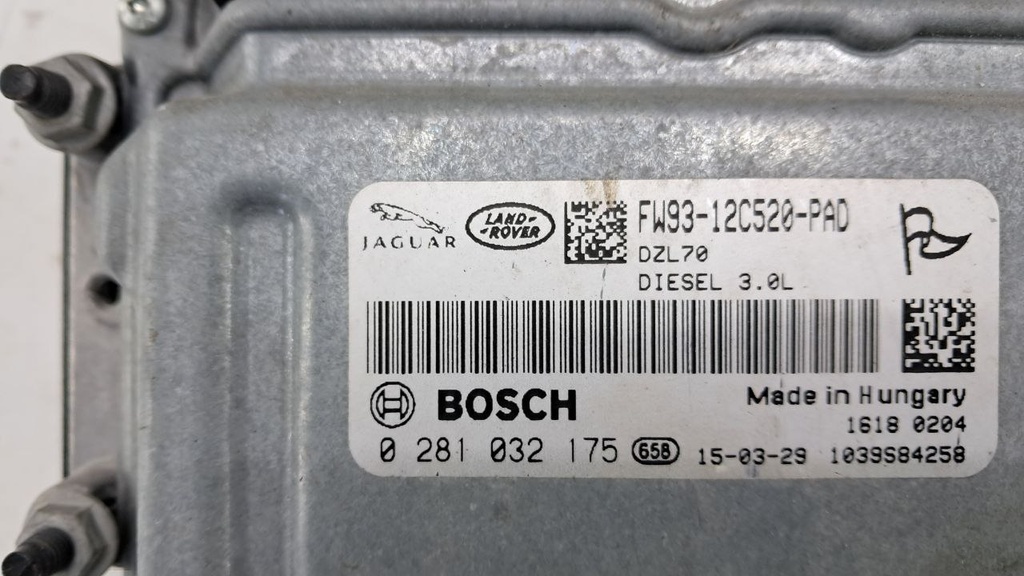 JAGUAR
LAND-
-ROVER
FW93-12C520-PAD
DZL70
DIESEL 3.0L
BOSCH
Made in Hungary
1618 0204
0 281 032 175 658 15-03-29 1039S84258